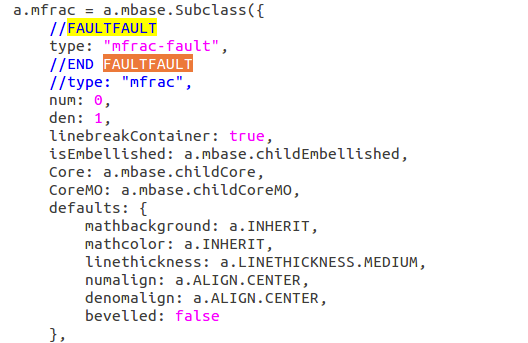 a.mfrac = a.mbase.Subclass({
    //FAULTFAULT
    type: "mfrac-fault",
    //END FAULTFAULT
    //type: "mfrac",
    num: 0,
    den: 1,
    linebreakContainer: true,
    isEmbellished: a.mbase.childEmbellished,
    Core: a.mbase.childCore,
    CoreMO: a.mbase.childCoreMO,
    defaults: {
        mathbackground: a.INHERIT,
        mathcolor: a.INHERIT,
        linethickness: a.LINETHICKNESS.MEDIUM,
        numalign: a.ALIGN.CENTER,
        denomalign: a.ALIGN.CENTER,
        bevelled: false
    },